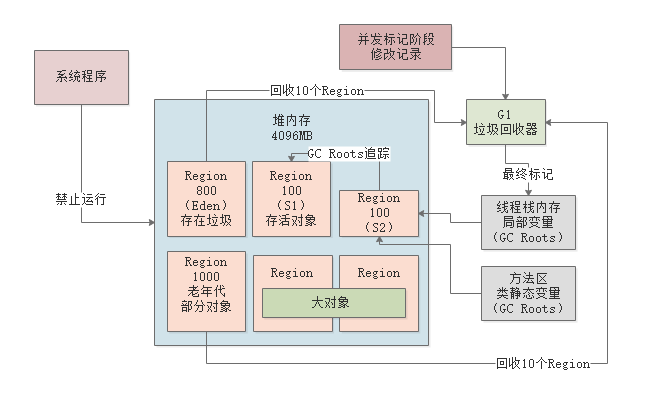 并发标记阶段
修改记录
系统程序
回收10个Region
堆内存
4096MB
G1
垃圾回收器
GC Roots追踪
Region
800
（Eden）
存在垃圾
Region
100
（S1）
存活对象
Region
100
（S2）
最终标记
禁止运行
线程栈内存
局部变量
（GC Roots）
Region
1000
老年代
部分对象
Region
Region
大对象
方法区
类静态变量
（GC Roots）
回收10个Region